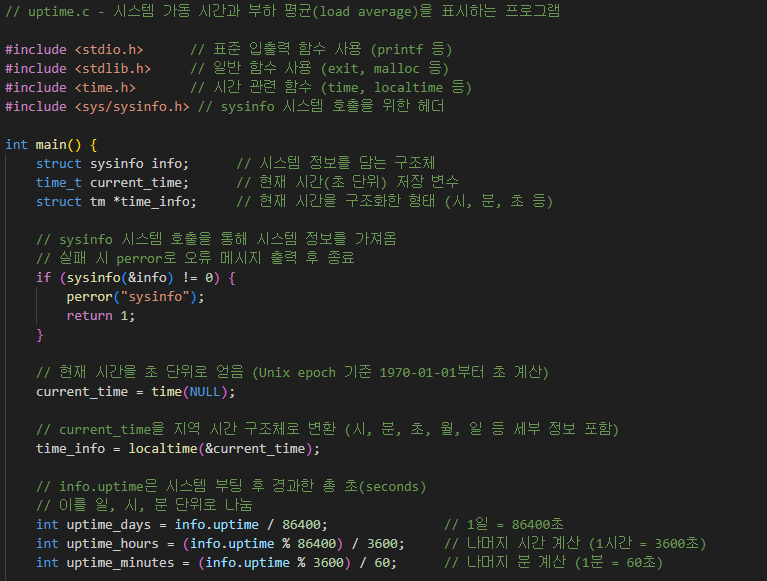 // uptime.c - 시스템 가동 시간과 부하 평균(load average)을 표시하는 프로그램
#include <stdio.h>      // 표준 입출력 함수 사용 (printf 등)
#include <stdlib.h>     // 일반 함수 사용 (exit, malloc 등)
#include <time.h>       // 시간 관련 함수 (time, localtime 등)
#include <sys/sysinfo.h> // sysinfo 시스템 호출을 위한 헤더
int main() {
    struct sysinfo info;      // 시스템 정보를 담는 구조체
    time_t current_time;      // 현재 시간(초 단위) 저장 변수
    struct tm *time_info;     // 현재 시간을 구조화한 형태 (시, 분, 초 등)
    // sysinfo 시스템 호출을 통해 시스템 정보를 가져옴
    // 실패 시 perror로 오류 메시지 출력 후 종료
    if (sysinfo(&info) != 0) {
        perror("sysinfo");
        return 1;
    }
    // 현재 시간을 초 단위로 얻음 (Unix epoch 기준 1970-01-01부터 초 계산)
    current_time = time(NULL);
    // current_time을 지역 시간 구조체로 변환 (시, 분, 초, 월, 일 등 세부 정보 포함)
    time_info = localtime(&current_time);
    // info.uptime은 시스템 부팅 후 경과한 총 초(seconds)
    // 이를 일, 시, 분 단위로 나눔
    int uptime_days = info.uptime / 86400;               // 1일 = 86400초
    int uptime_hours = (info.uptime % 86400) / 3600;     // 나머지 시간 계산 (1시간 = 3600초)
    int uptime_minutes = (info.uptime % 3600) / 60;      // 나머지 분 계산 (1분 = 60초)